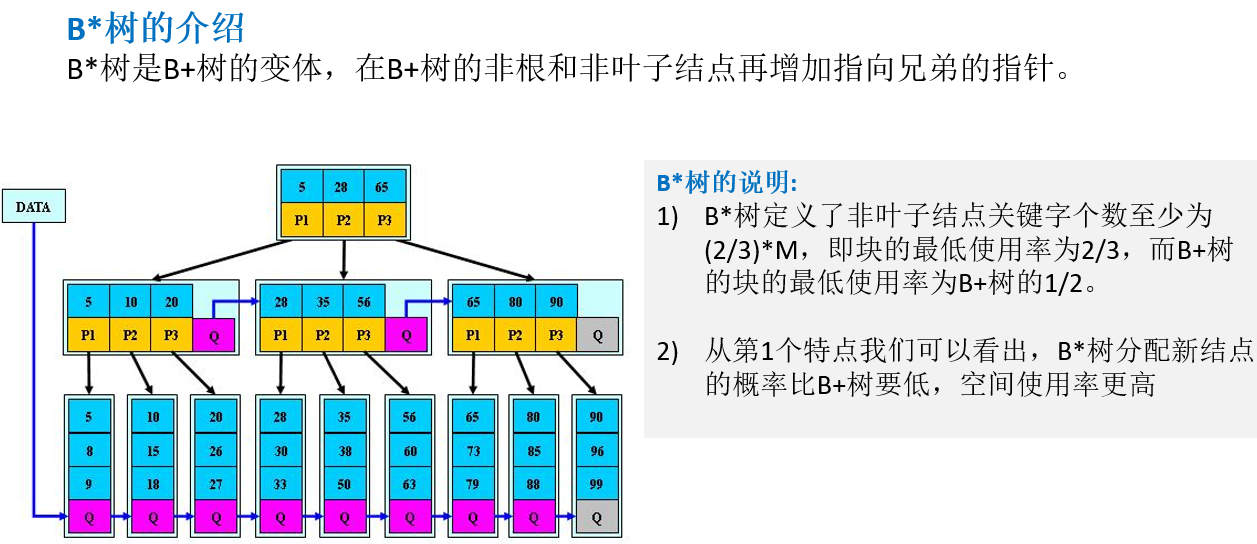 B*树的介绍
B*树是B+树的变体，在B+树的非根和非叶子结点再增加指向兄弟的指针。
DATA
5 28 65
P1 P2 P3
5 10 20
P1 P2 P3 Q
28 35 56
P1 P2 P3 Q
65 80 90
P1 P2 P3 Q
5 10 20 28 35 56 65 80 90
8 15 26 30 38 60 73 85 96
9 18 27 33 50 63 79 88 99
Q Q Q Q Q Q Q Q Q
B*树的说明:
1) B*树定义了非叶子结点关键字个数至少为
(2/3)*M，即块的最低使用率为2/3，而B+树
的块的最低使用率为B+树的1/2。
2) 从第1个特点我们可以看出，B*树分配新结点
的概率比B+树要低，空间使用率更高